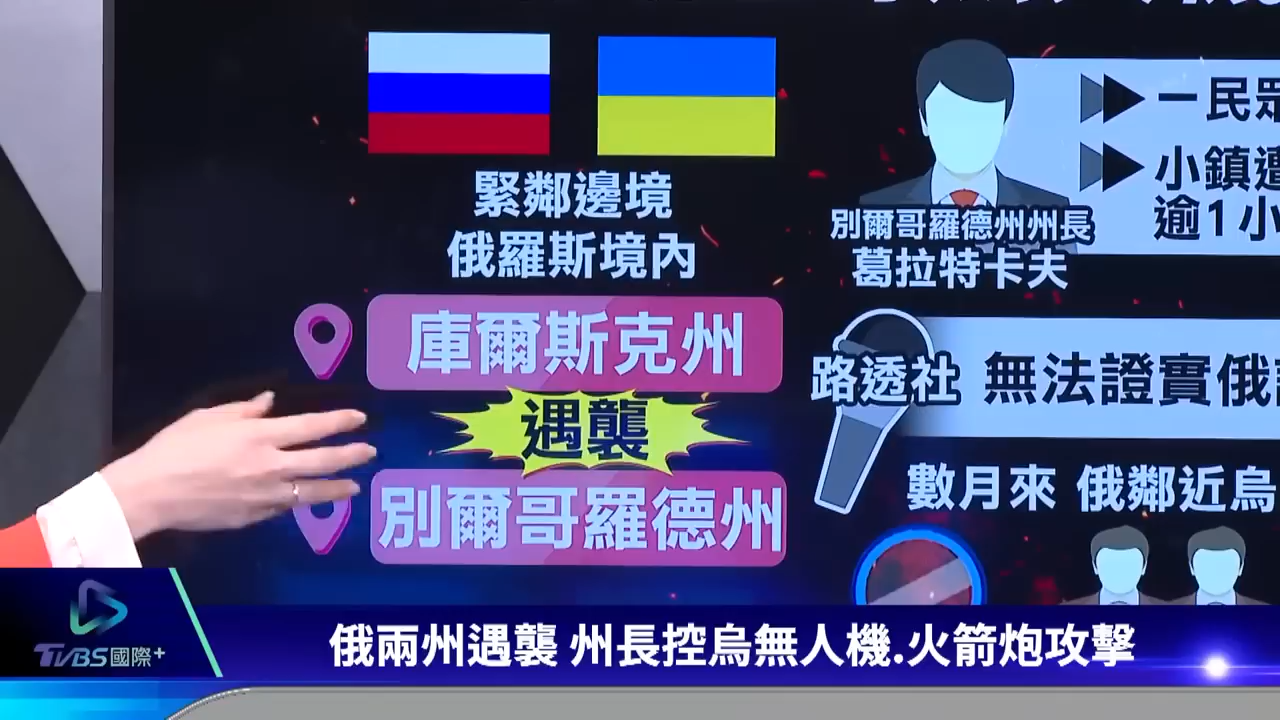 緊鄰邊境
俄羅斯境內
庫爾斯克州
遇襲
別爾哥羅德州
一民眾
小鎮遭
逾1小
別爾哥羅德州州長
葛拉特卡夫
路透社 無法證實俄
數月來 俄鄰近烏
TVBS國際+
俄兩州遇襲 州長控烏無人機.火箭炮攻擊